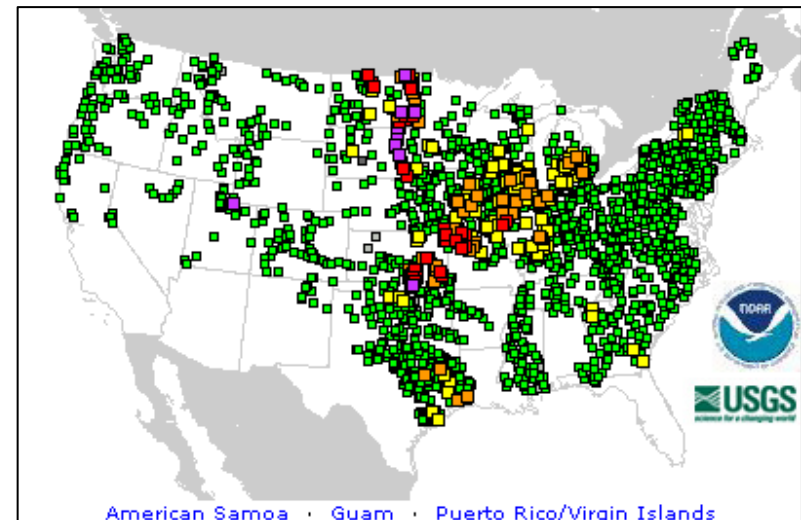 NOAA
USGS
science for a changing world
American Samoa · Guam · Puerto Rico/Virgin Islands